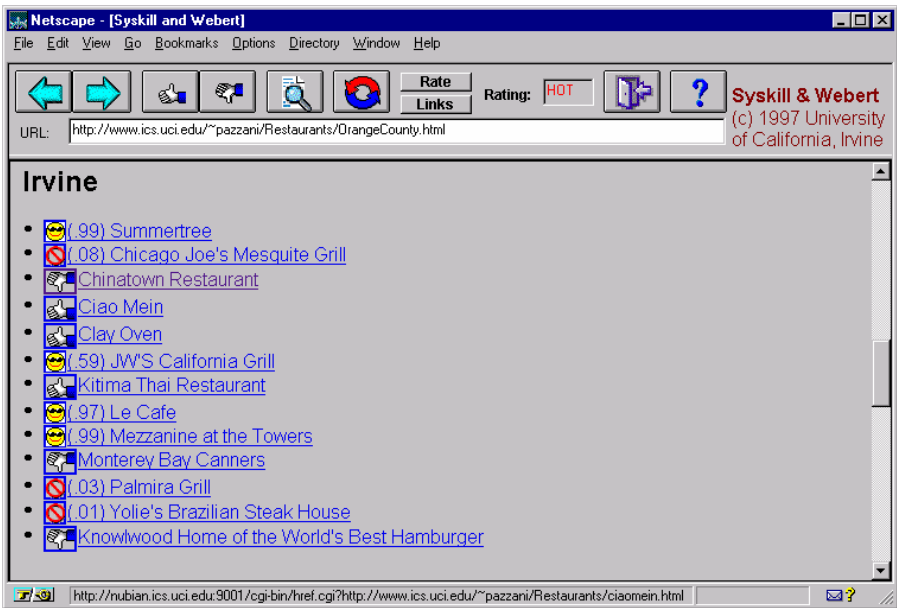 Netscape - [Syskill and Webert]
File Edit View Go Bookmarks Options Directory Window Help
Rate
Links
Rating: HOT
?
Syskill & Webert
(c) 1997 University
of California, Irvine
URL: http://www.ics.uci.edu/~pazzani/Restaurants/OrangeCounty.html
Irvine
• (.99) Summertree
• (.08) Chicago Joe's Mesquite Grill
• Chinatown Restaurant
• Ciao Mein
• Clay Oven
• (.59) JW'S California Grill
• Kitima Thai Restaurant
• (.97) Le Cafe
• (.99) Mezzanine at the Towers
• Monterey Bay Canners
• (.03) Palmira Grill
• (.01) Yolie's Brazilian Steak House
• Knowlwood Home of the World's Best Hamburger
http://nubian.ics.uci.edu:9001/cgi-bin/href.cgi?http://www.ics.uci.edu/~pazzani/Restaurants/ciaomein.html
?